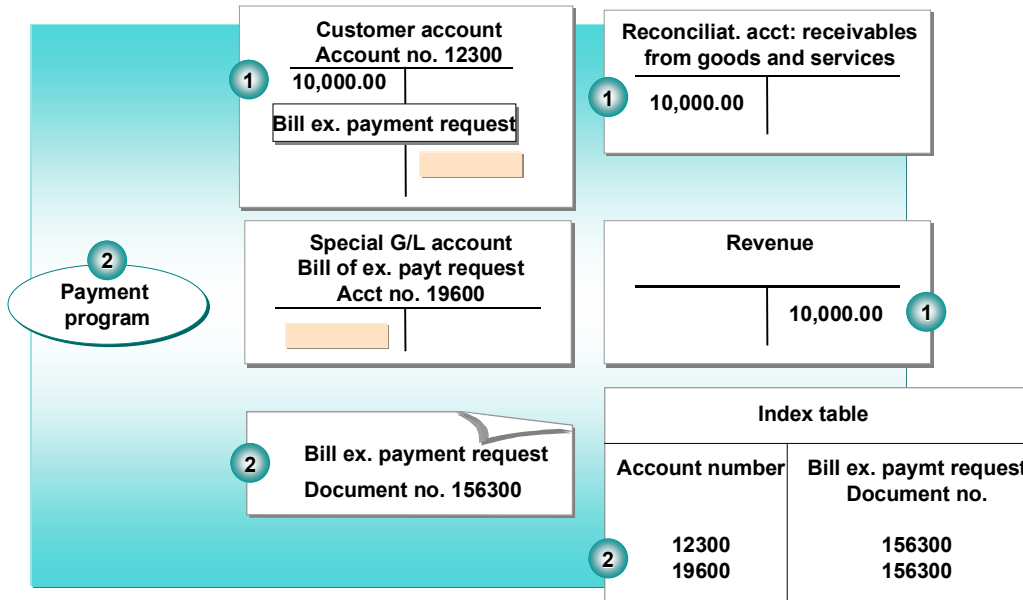 Customer account
Account no. 12300
1
10,000.00
Bill ex. payment request
Reconciliat. acct: receivables
from goods and services
1
10,000.00
2
Payment
program
Special G/L account
Bill of ex. payt request
Acct no. 19600
Revenue
10,000.00
1
2
Bill ex. payment request
Document no. 156300
Index table
Account number
Bill ex. paymt request
Document no.
2
12300
156300
19600
156300